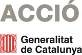 ACCIÓ
Generalitat
de Catalunya